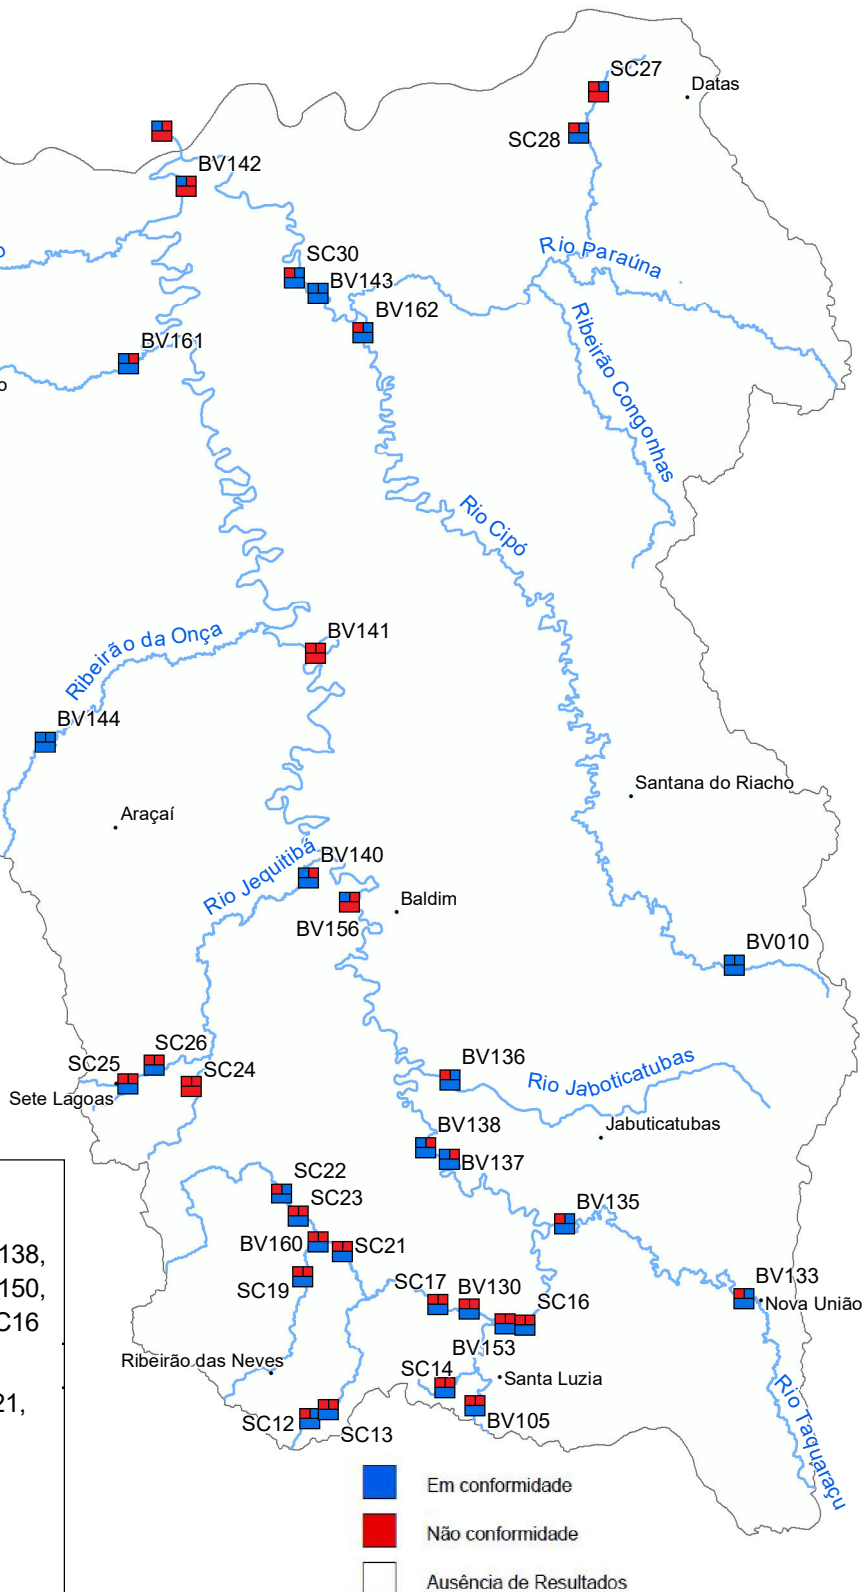 SC27
Datas
SC28
BV142
Rio Paraúna
o
SC30
BV143
BV162
BV161
Ribeirão Congonhas
o
Rio Cipó
Ribeirão da Onça
BV141
BV144
Santana do Riacho
Araçaí
Rio Jequitibá
BV140
Baldim
BV156
BV010
SC26
SC25
SC24
BV136
Rio Jaboticatubas
Sete Lagoas
BV138
Jabuticatubas
BV137
SC22
SC23
BV135
BV160
SC21
138,
BV133
SC19
SC17
BV130
SC16
Nova União
150,
C16
BV153
Ribeirão das Neves
SC14
Santa Luzia
Rio Taquaraçu
21,
SC12
SC13
BV105
Em conformidade
Não conformidade
Ausência de Resultados